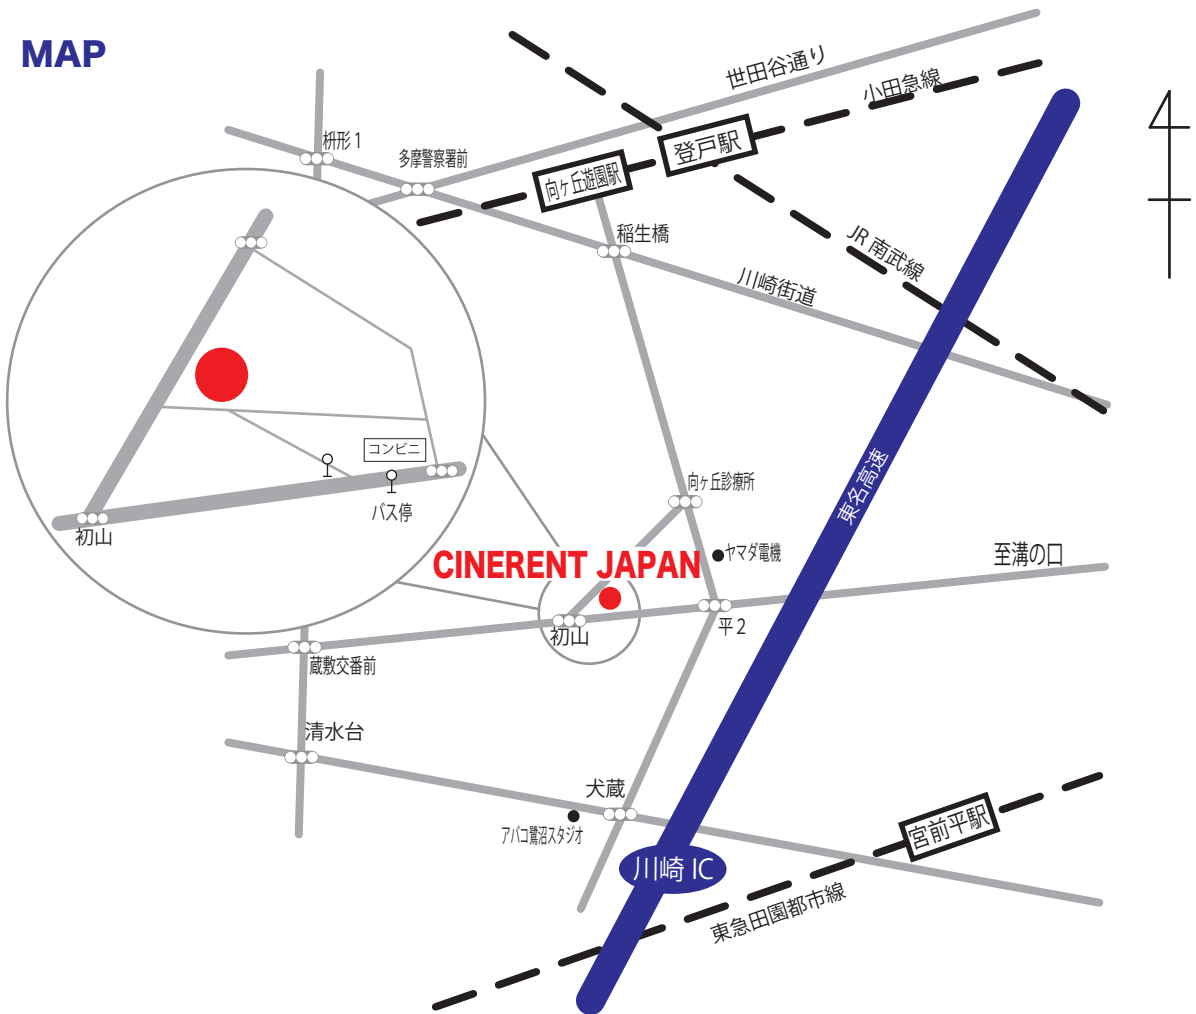 MAP
世田谷通り
小田急線
枡形1
多摩警察署前
登戸駅
向ヶ丘遊園駅
稲生橋
JR 南武線
川崎街道
コンビニ
バス停
初山
向ヶ丘診療所
東名高速
CINERENT JAPAN
ヤマダ電機
至溝の口
初山
平2
蔵敷交番前
清水台
犬蔵
アバコ鷺沼スタジオ
宮前平駅
川崎 IC
東急田園都市線